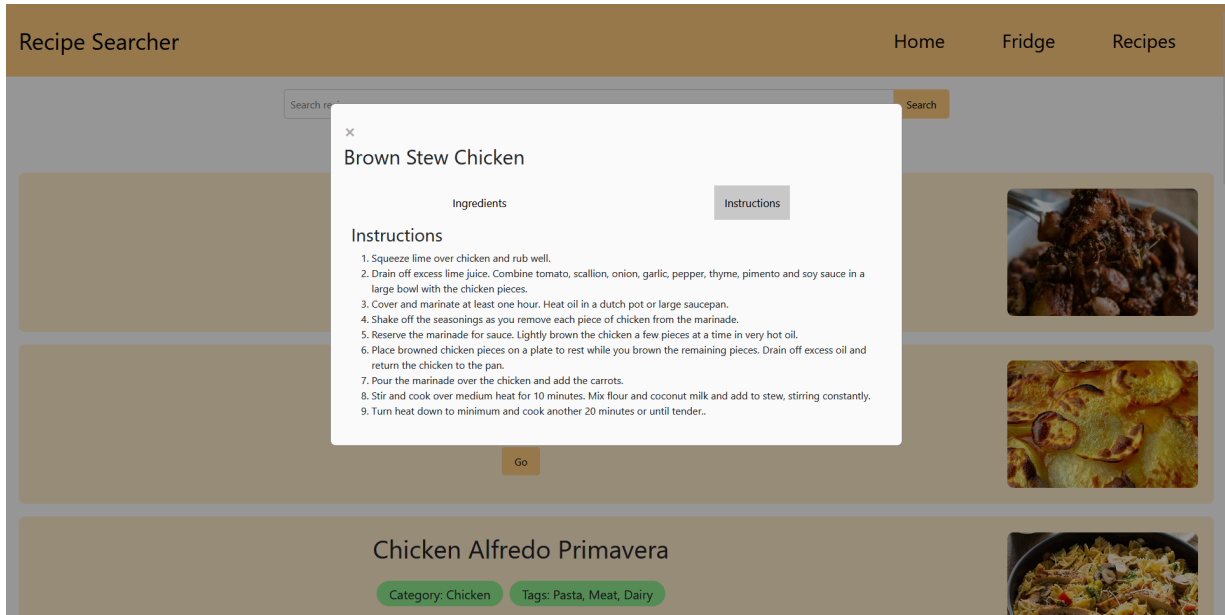 Recipe Searcher
Home
Fridge
Recipes
Search re
Search
×
Brown Stew Chicken
Ingredients
Instructions
Instructions
1. Squeeze lime over chicken and rub well.
2. Drain off excess lime juice. Combine tomato, scallion, onion, garlic, pepper, thyme, pimento and soy sauce in a
large bowl with the chicken pieces.
3. Cover and marinate at least one hour. Heat oil in a dutch pot or large saucepan.
4. Shake off the seasonings as you remove each piece of chicken from the marinade.
5. Reserve the marinade for sauce. Lightly brown the chicken a few pieces at a time in very hot oil.
6. Place browned chicken pieces on a plate to rest while you brown the remaining pieces. Drain off excess oil and
return the chicken to the pan.
7. Pour the marinade over the chicken and add the carrots.
8. Stir and cook over medium heat for 10 minutes. Mix flour and coconut milk and add to stew, stirring constantly.
9. Turn heat down to minimum and cook another 20 minutes or until tender..
Go
Chicken Alfredo Primavera
Category: Chicken
Tags: Pasta, Meat, Dairy